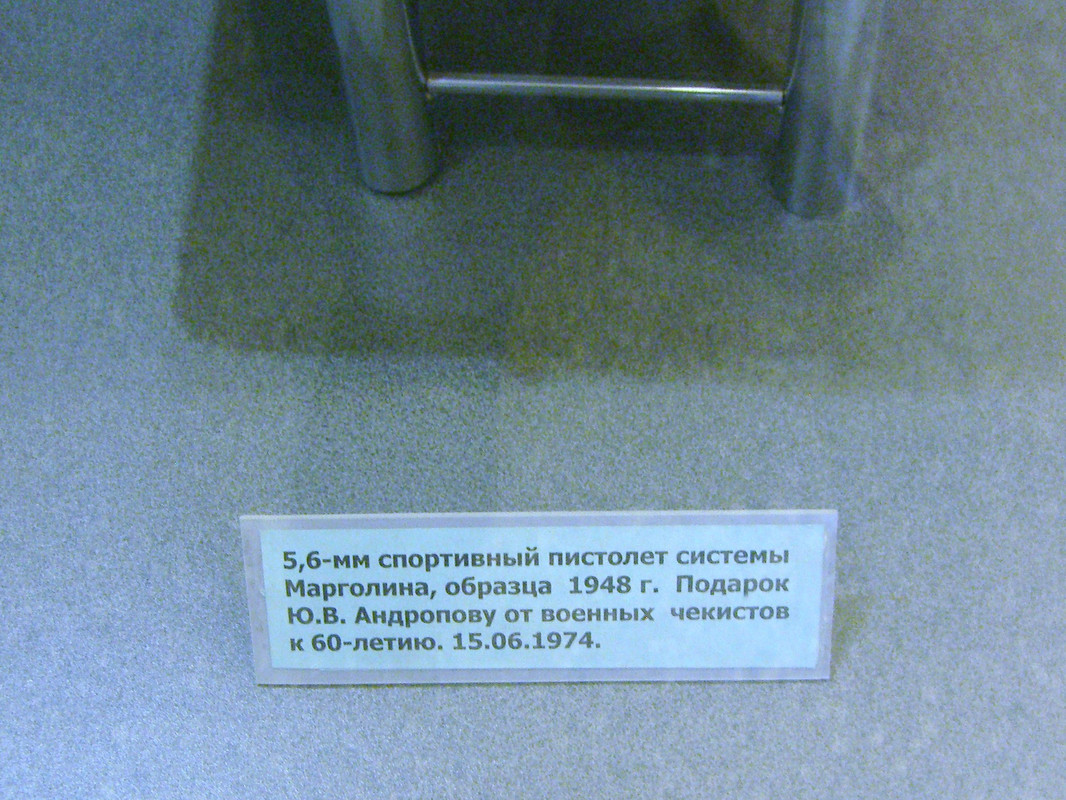 5,6-мм спортивный пистолет системы
Марголина, образца 1948 г. Подарок
Ю.В. Андропову от военных чекистов
к 60-летию. 15.06.1974.